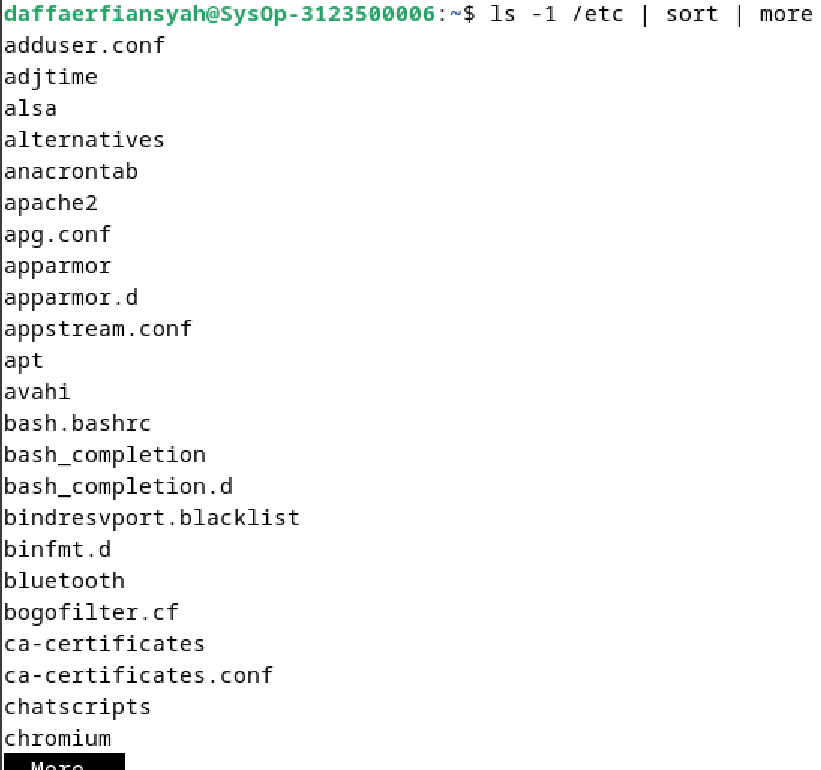 daffaerfiansyah@SysOp-3123500006:~$ ls -1 /etc | sort | more
adduser.conf
adjtime
alsa
alternatives
anacrontab
apache2
apg.conf
apparmor
apparmor.d
appstream.conf
apt
avahi
bash.bashrc
bash_completion
bash_completion.d
bindresvport.blacklist
binfmt.d
bluetooth
bogofilter.cf
ca-certificates
ca-certificates.conf
chatscripts
chromium
--More--